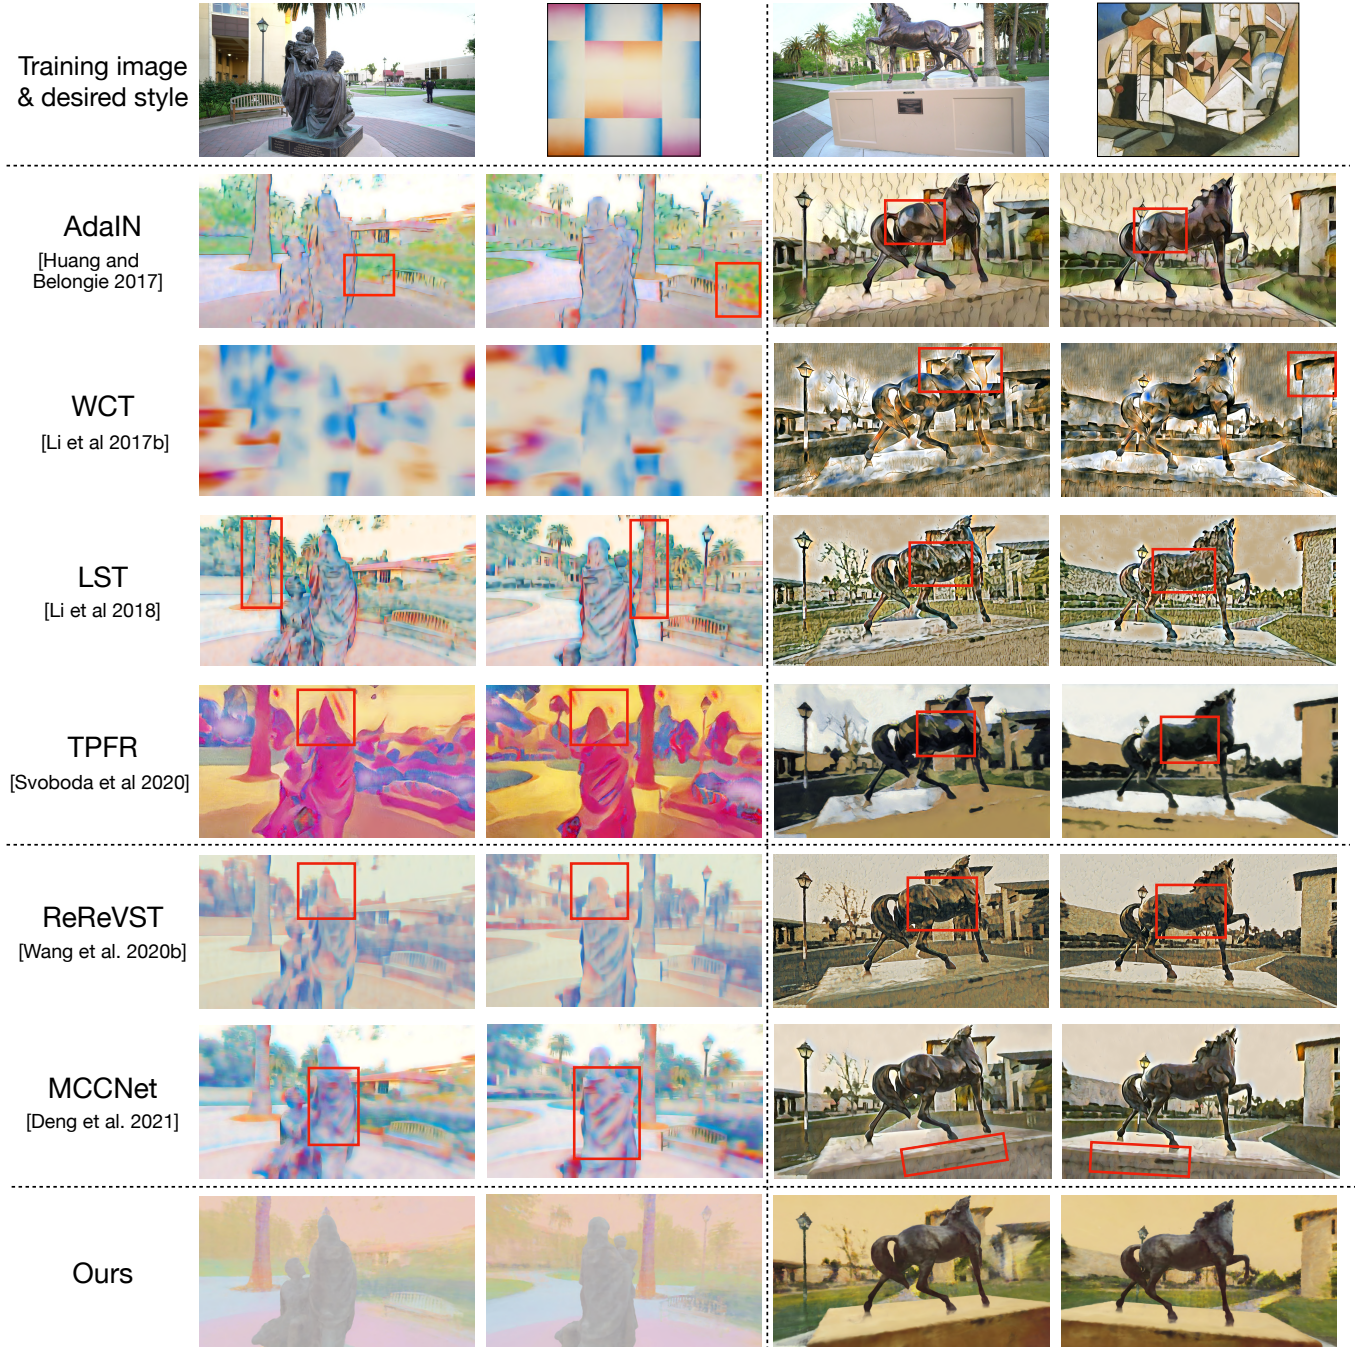 Training image
& desired style
AdaIN
[Huang and
Belongie 2017]
WCT
[Li et al 2017b]
LST
[Li et al 2018]
TPFR
[Svoboda et al 2020]
ReReVST
[Wang et al. 2020b]
MCCNet
[Deng et al. 2021]
Ours